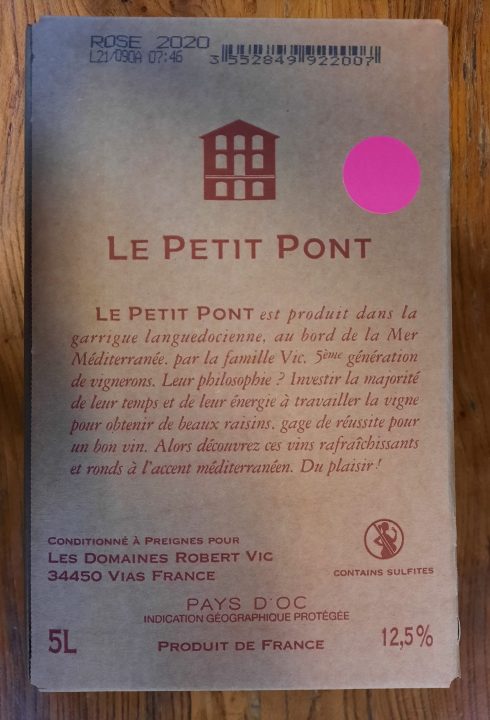 ROSE 2020
L21/090A 07:46
3 552849 922007
LE PETIT PONT
LE PETIT PONT est produit dans la
garrigue languedocienne, au bord de la Mer
Méditerranée, par la famille Vic, 5ème génération
de vignerons. Leur philosophie ? Investir la majorité
de leur temps et de leur énergie à travailler la vigne
pour obtenir de beaux raisins, gage de réussite pour
un bon vin. Alors découvrez ces vins rafraîchissants
et ronds à l'accent méditerranéen. Du plaisir !
CONDITIONNÉ À PREIGNES POUR
LES DOMAINES ROBERT VIC
34450 VIAS FRANCE
CONTAINS SULFITES
PAYS D'OC
INDICATION GÉOGRAPHIQUE PROTÉGÉE
5L PRODUIT DE FRANCE 12,5%